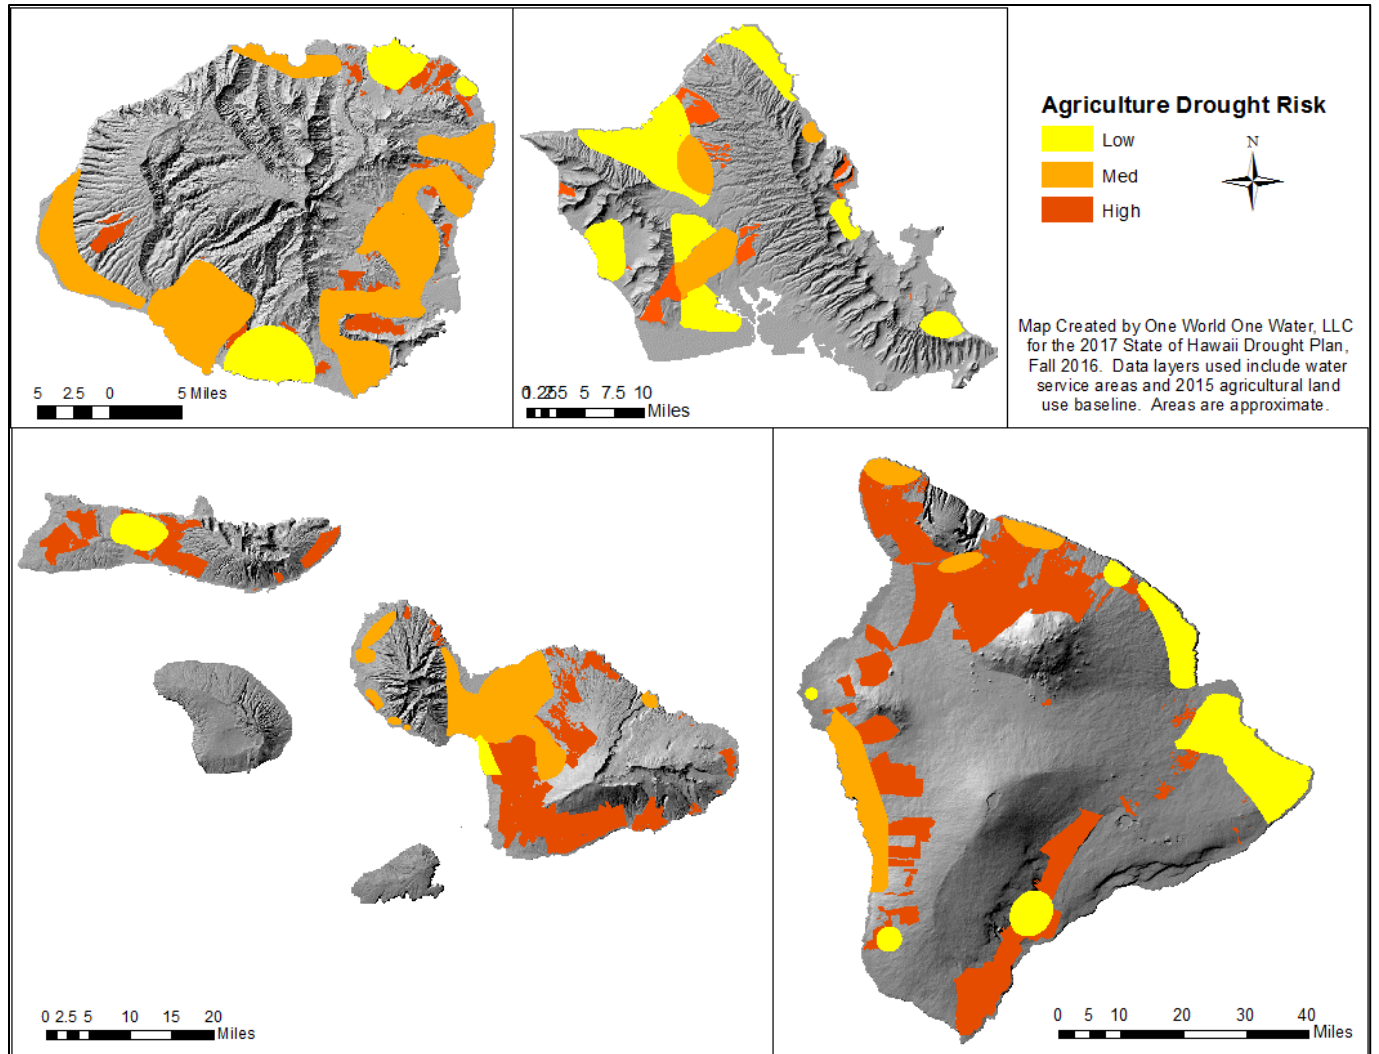 Agriculture Drought Risk
Low
Med
High
N
Map Created by One World One Water, LLC
for the 2017 State of Hawaii Drought Plan,
Fall 2016. Data layers used include water
service areas and 2015 agricultural land
use baseline. Areas are approximate.
5 2.5 0 5 Miles
5 7.5 10
Miles
0 2.5 5 10 15 20
Miles
0 5 10 20 30 40
Miles